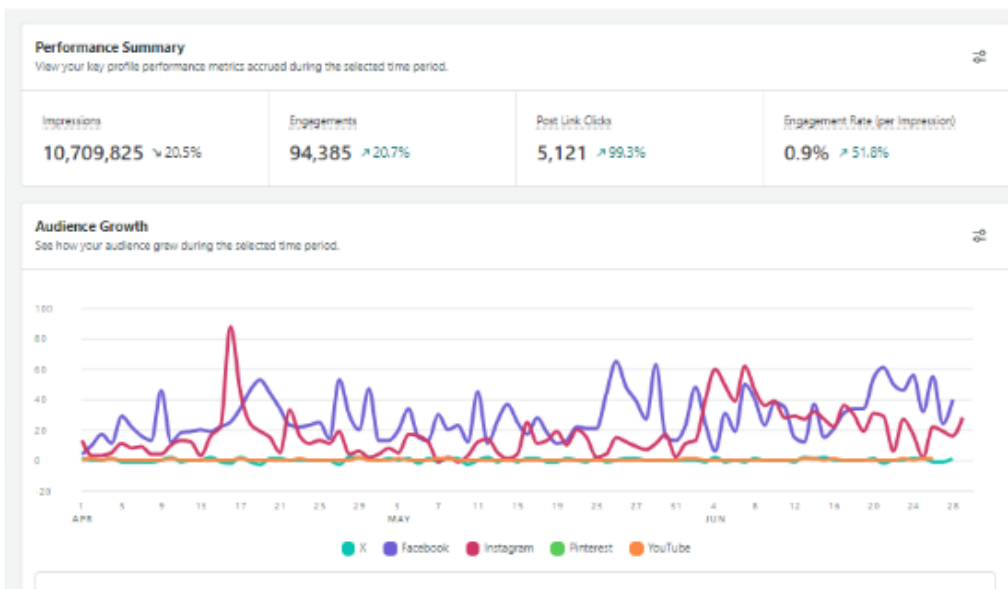 Performance Summary
View your key profile performance metrics accrued during the selected time period.
Impressions
10,709,825 ↘ 20.5%
Engagements
94,385 ↗ 20.7%
Post Link Clicks
5,121 ↗ 99.3%
Engagement Rate (per Impression)
0.9% ↗ 51.8%
Audience Growth
See how your audience grew during the selected time period.
100
80
60
40
20
0
20
1 5 9 13 17 21 25 29 3 7 11 15 19 23 27 31 4 8 12 16 20 24 28
APR MAY JUN
X Facebook Instagram Pinterest YouTube